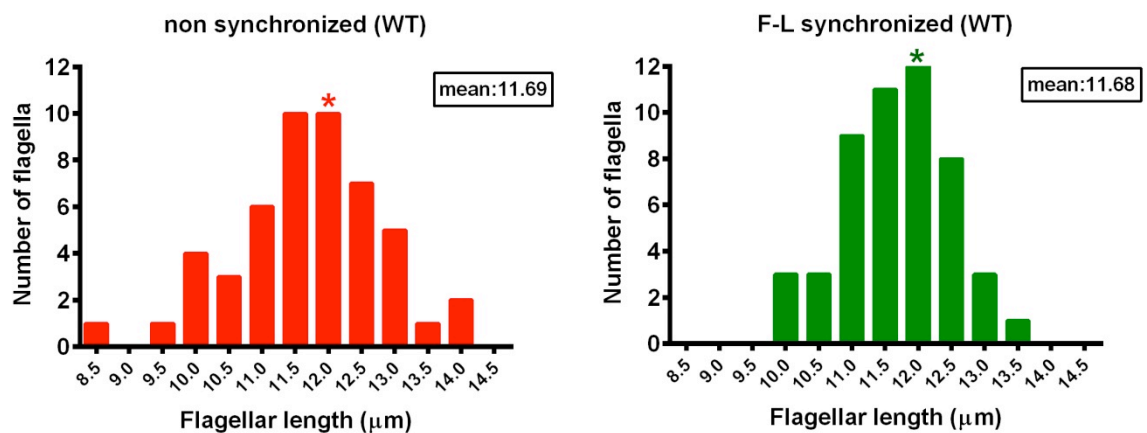 non synchronized (WT)
12
10
8
6
4
2
0
Number of flagella
*
mean:11.69
8.5 9.0 9.5 10.0 10.5 11.0 11.5 12.0 12.5 13.0 13.5 14.0 14.5
Flagellar length (μm)
F-L synchronized (WT)
12
10
8
6
4
2
0
Number of flagella
*
mean:11.68
8.5 9.0 9.5 10.0 10.5 11.0 11.5 12.0 12.5 13.0 13.5 14.0 14.5
Flagellar length (μm)